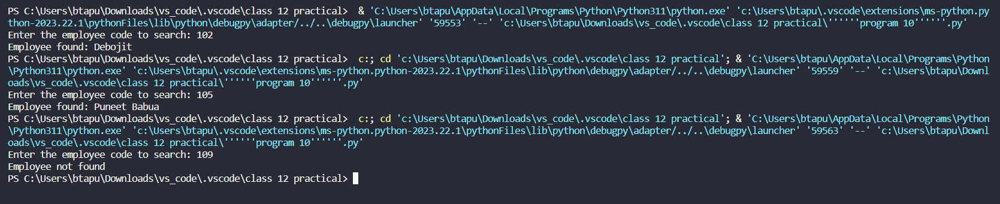 PS C:\Users\btapu\Downloads\vs_code\.vscode\class 12 practical>  & 'C:\Users\btapu\AppData\Local\Programs\Python\Python311\python.exe' 'c:\Users\btapu\.vscode\extensions\ms-python.py
thon-2023.22.1\pythonFiles\lib\python\debugpy\adapter/../..\debugpy\launcher' '59553' '--' 'c:\Users\btapu\Downloads\vs_code\.vscode\class 12 practical\''''''program 10''''''.py'
Enter the employee code to search: 102
Employee found: Debojit
PS C:\Users\btapu\Downloads\vs_code\.vscode\class 12 practical>  c:; cd 'c:\Users\btapu\Downloads\vs_code\.vscode\class 12 practical'; & 'C:\Users\btapu\AppData\Local\Programs\Python
\Python311\python.exe' 'c:\Users\btapu\.vscode\extensions\ms-python.python-2023.22.1\pythonFiles\lib\python\debugpy\adapter/../..\debugpy\launcher' '59559' '--' 'c:\Users\btapu\Downl
oads\vs_code\.vscode\class 12 practical\''''''program 10''''''.py'
Enter the employee code to search: 105
Employee found: Puneet Babua
PS C:\Users\btapu\Downloads\vs_code\.vscode\class 12 practical>  c:; cd 'c:\Users\btapu\Downloads\vs_code\.vscode\class 12 practical'; & 'C:\Users\btapu\AppData\Local\Programs\Python
\Python311\python.exe' 'c:\Users\btapu\.vscode\extensions\ms-python.python-2023.22.1\pythonFiles\lib\python\debugpy\adapter/../..\debugpy\launcher' '59563' '--' 'c:\Users\btapu\Downl
oads\vs_code\.vscode\class 12 practical\''''''program 10''''''.py'
Enter the employee code to search: 109
Employee not found
PS C:\Users\btapu\Downloads\vs_code\.vscode\class 12 practical>